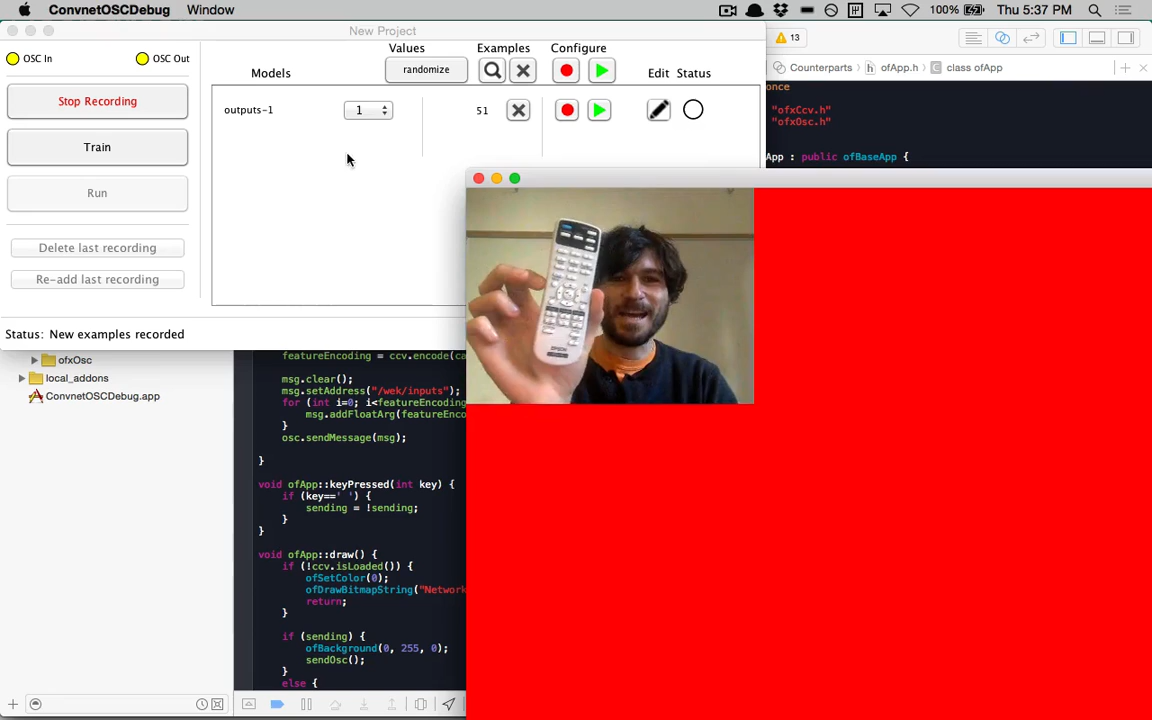 ConvnetOSCDebug Window 100% Thu 5:37 PM
New Project
13
OSC In OSC Out
Values Examples Configure
Models randomize Edit Status
Counterparts ofApp.h class ofApp
Stop Recording
once
outputs-1 1 51
"ofxCcv.h"
"ofxOsc.h"
Train
App : public ofBaseApp {
Run
Delete last recording
Re-add last recording
Status: New examples recorded
ofxOsc
local_addons
ConvnetOSCDebug.app
featureEncoding = ccv.encode(ca
msg.clear();
msg.setAddress("/wek/inputs");
for (int i=0; i<featureEncoding
msg.addFloatArg(featureEnco
}
osc.sendMessage(msg);
}
void ofApp::keyPressed(int key) {
if (key==' ') {
sending = !sending;
}
}
void ofApp::draw() {
if (!ccv.isLoaded()) {
ofSetColor(0);
ofDrawBitmapString("Network
return;
}
if (sending) {
ofBackground(0, 255, 0);
sendOsc();
}
else {
EPSON